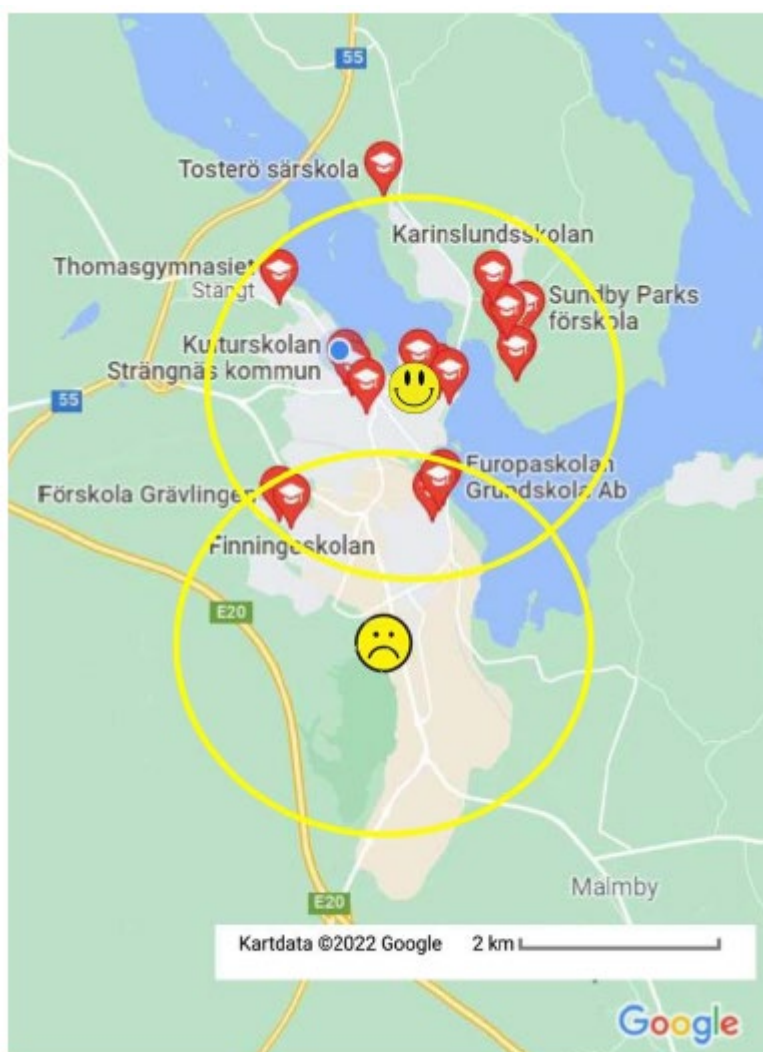 55
Tosterö särskola
Karinslundsskolan
Thomasgymnasiet
Stängt
Sundby Parks
förskola
Kulturskolan
Strängnäs kommun
55
Europaskolan
Grundskola Ab
Förskola Grävlingen
Finningeskolan
E20
Malmby
E20
Kartdata ©2022 Google 2 km
Google